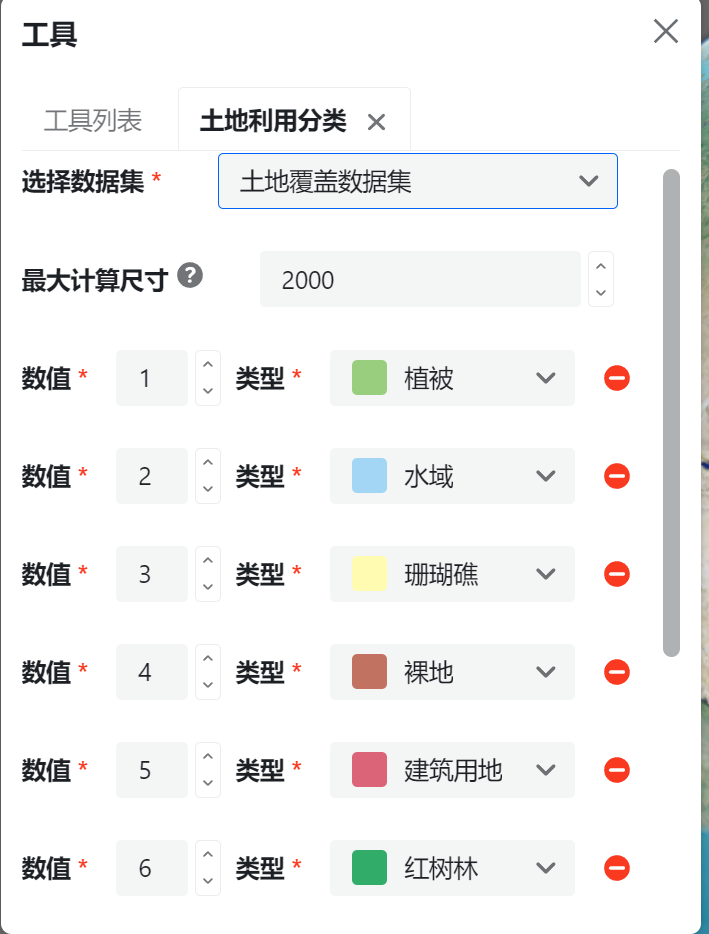 工具
工具列表 土地利用分类
选择数据集 * 土地覆盖数据集
最大计算尺寸 ? 2000
数值 * 1 类型 * 植被
数值 * 2 类型 * 水域
数值 * 3 类型 * 珊瑚礁
数值 * 4 类型 * 裸地
数值 * 5 类型 * 建筑用地
数值 * 6 类型 * 红树林